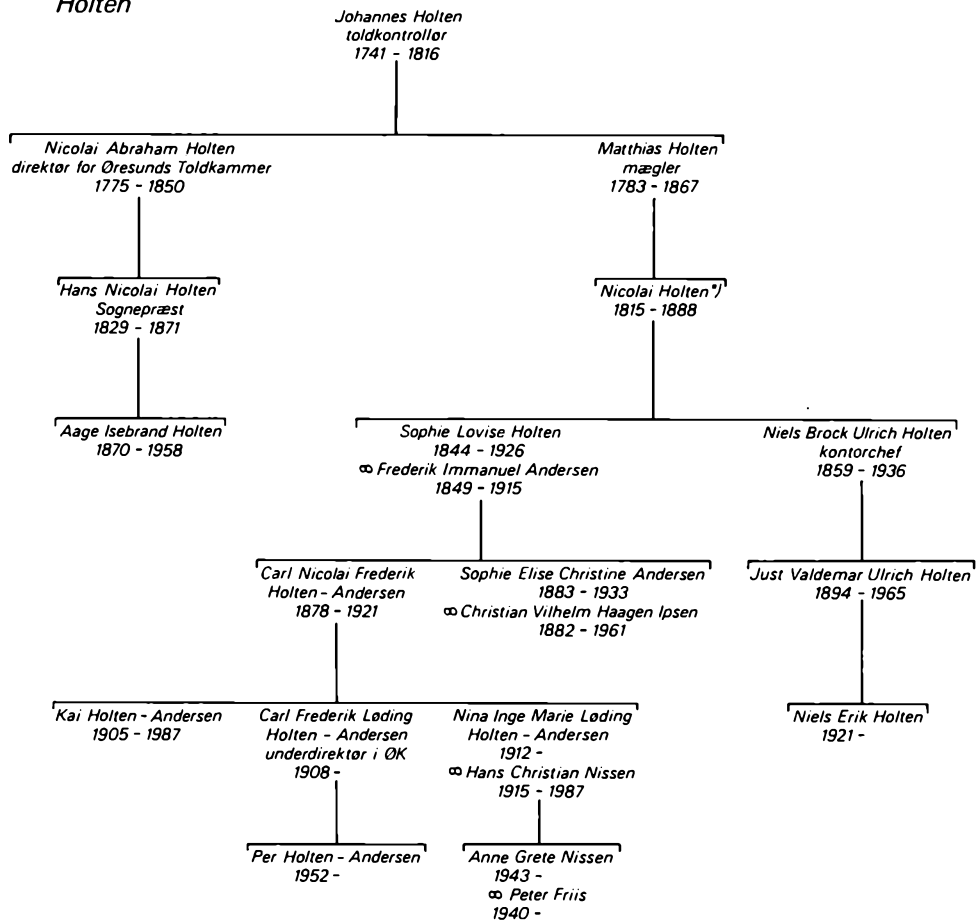 Holten
Johannes Holten
toldkontrollør
1741 - 1816
Nicolai Abraham Holten
direktør for Øresunds Toldkammer
1775 - 1850
Matthias Holten
mægler
1783 - 1867
Hans Nicolai Holten
Sognepræst
1829 - 1871
Nicolai Holten*)
1815 - 1888
Aage Isebrand Holten
1870 - 1958
Sophie Lovise Holten
1844 - 1926
⚭ Frederik Immanuel Andersen
1849 - 1915
Niels Brock Ulrich Holten
kontorchef
1859 - 1936
Carl Nicolai Frederik
Holten - Andersen
1878 - 1921
Sophie Elise Christine Andersen
1883 - 1933
⚭ Christian Vilhelm Haagen Ipsen
1882 - 1961
Just Valdemar Ulrich Holten
1894 - 1965
Kai Holten - Andersen
1905 - 1987
Carl Frederik Løding
Holten - Andersen
underdirektør i ØK
1908 -
Nina Inge Marie Løding
Holten - Andersen
1912 -
⚭ Hans Christian Nissen
1915 - 1987
Niels Erik Holten
1921 -
Per Holten - Andersen
1952 -
Anne Grete Nissen
1943 -
⚭ Peter Friis
1940 -